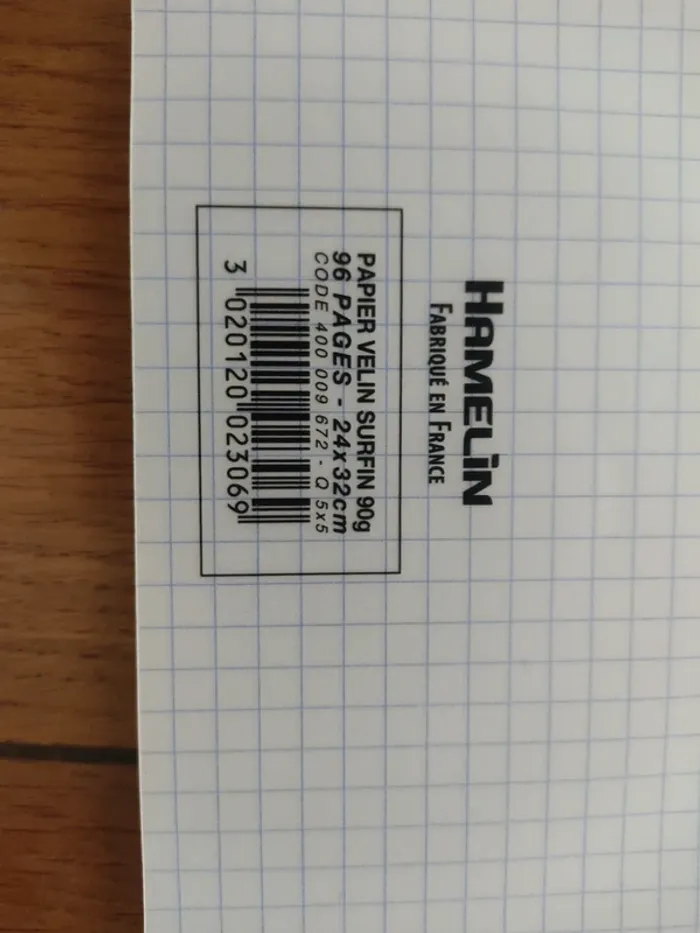 HAMELIN
FABRIQUÉ EN FRANCE
PAPIER VELIN SURFIN 90g
96 PAGES - 24x32cm
CODE 400 009 672 - Q 5x5
3 020120 023069